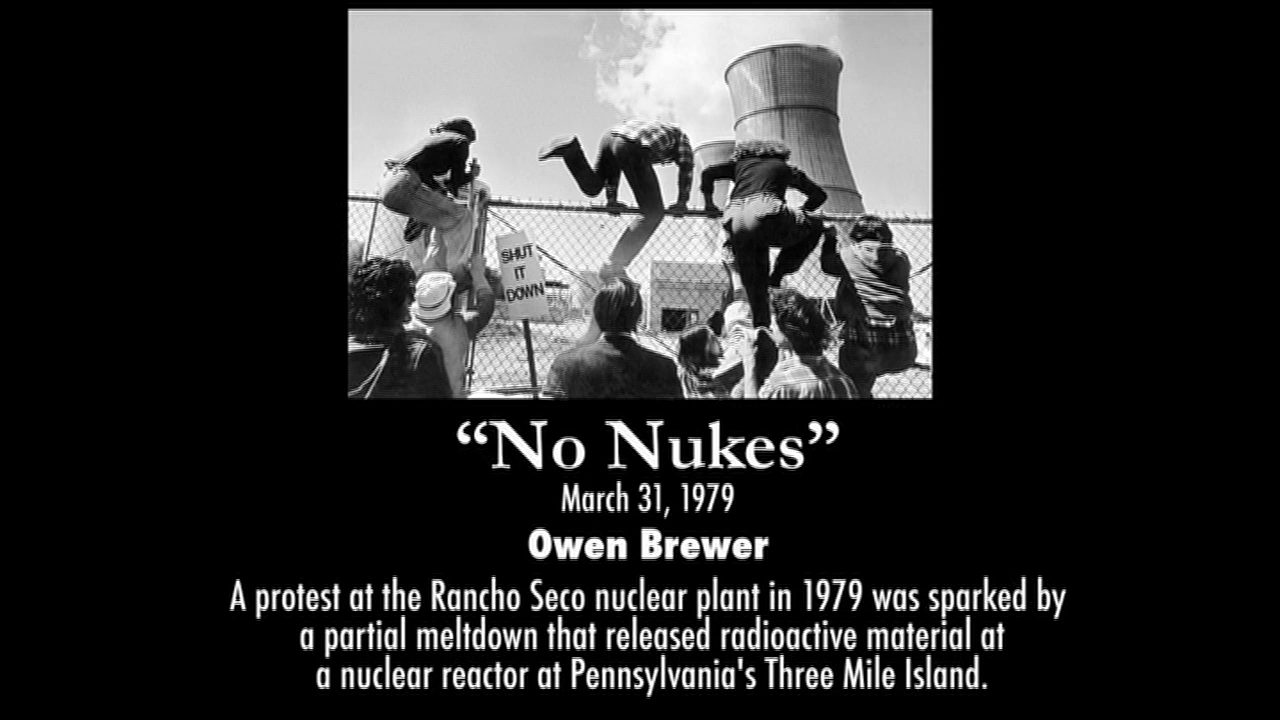 SHUT
IT
DOWN
“No Nukes”
March 31, 1979
Owen Brewer
A protest at the Rancho Seco nuclear plant in 1979 was sparked by
a partial meltdown that released radioactive material at
a nuclear reactor at Pennsylvania's Three Mile Island.